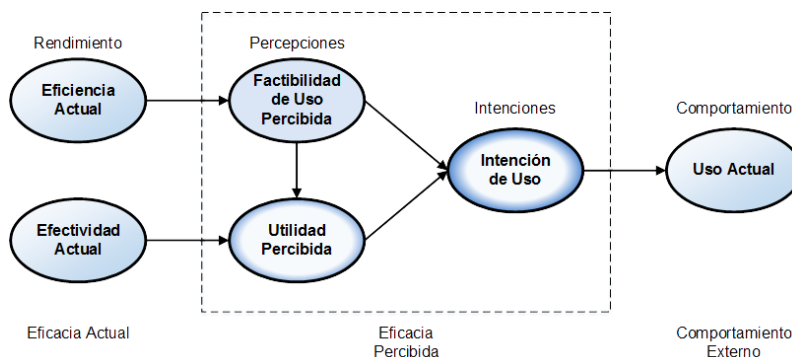 Rendimiento
Percepciones
Eficiencia
Actual
Factibilidad
de Uso
Percibida
Intenciones
Comportamiento
Intención
de Uso
Uso Actual
Efectividad
Actual
Utilidad
Percibida
Eficacia Actual
Eficacia
Percibida
Comportamiento
Externo